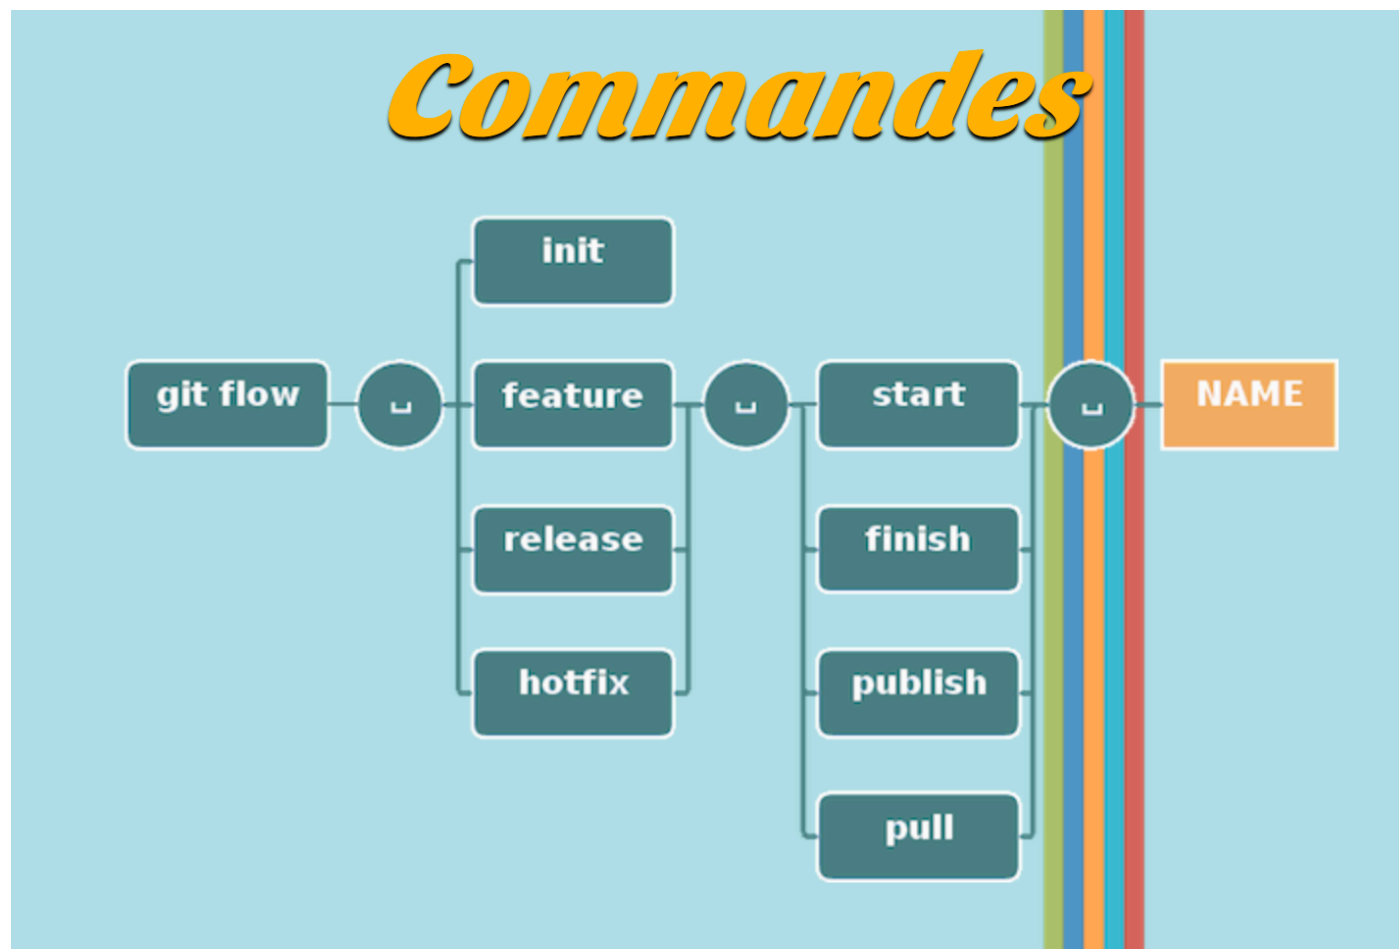 Commandes
init
git flow
␣
feature
␣
start
␣
NAME
release
finish
hotfix
publish
pull